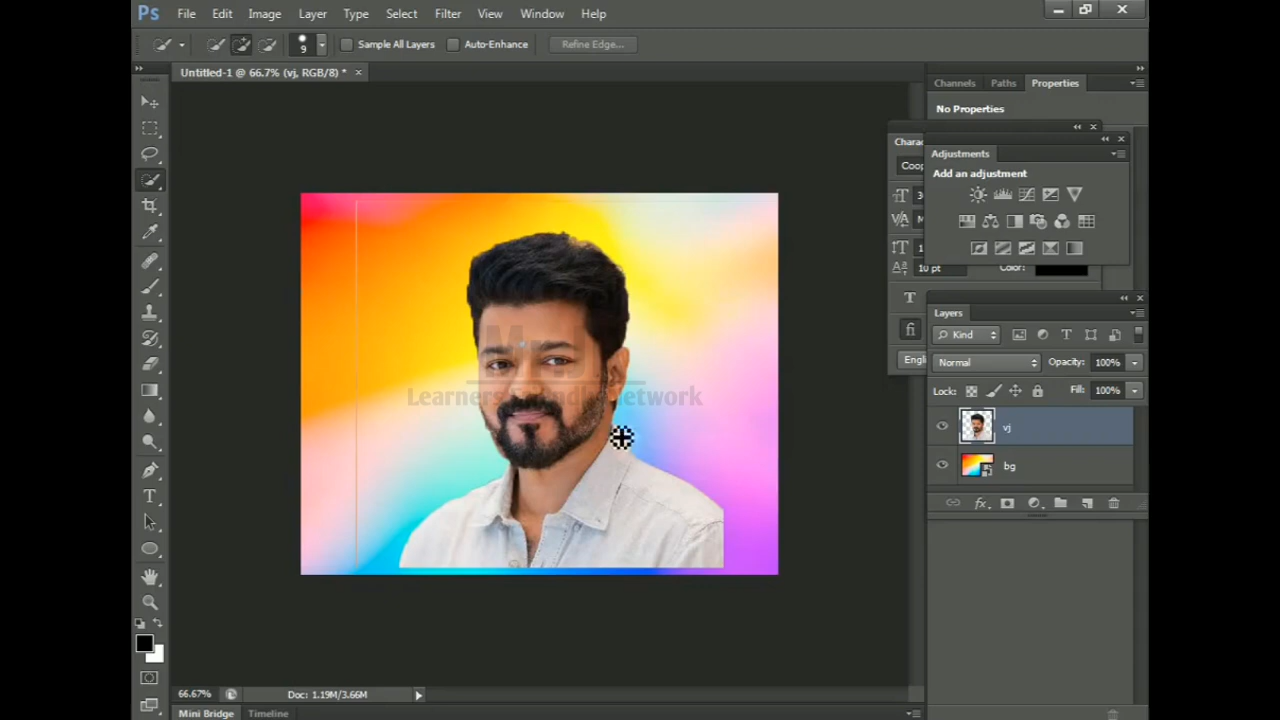 Ps File Edit Image Layer Type Select Filter View Window Help
9 Sample All Layers Auto-Enhance Refine Edge...
Untitled-1 @ 66.7% (vj, RGB/8) * ×
Channels Paths Properties
No Properties
Adjustments
Add an adjustment
10 pt Color:
Layers
Kind
Normal Opacity: 100%
Lock: Fill: 100%
vj
bg
fx
Learners Network
66.67% Doc: 1.19M/3.66M
Mini Bridge Timeline